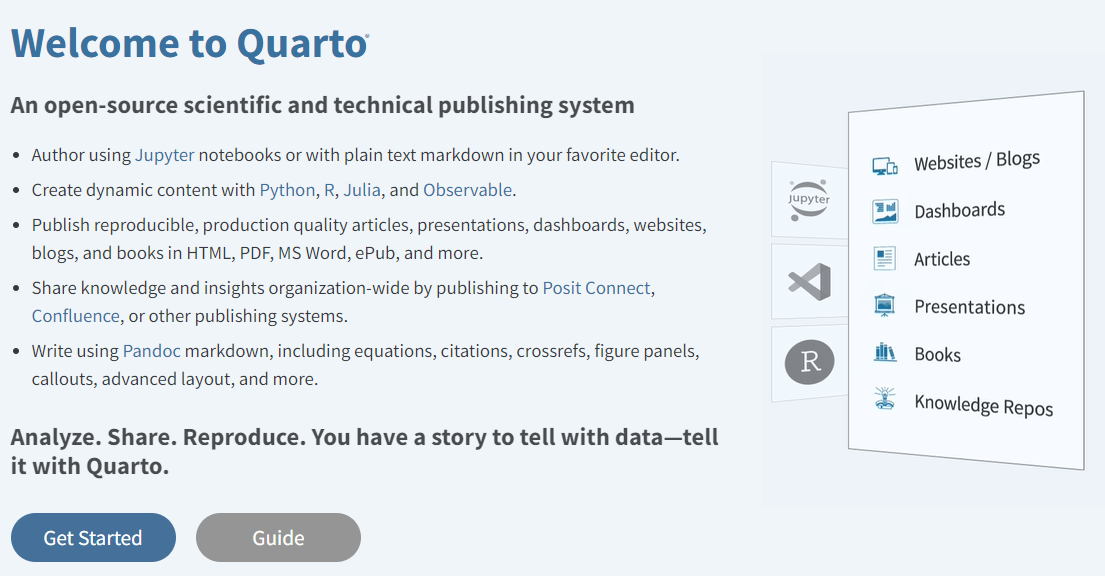 Welcome to Quarto®
An open-source scientific and technical publishing system
• Author using Jupyter notebooks or with plain text markdown in your favorite editor.
• Create dynamic content with Python, R, Julia, and Observable.
• Publish reproducible, production quality articles, presentations, dashboards, websites,
blogs, and books in HTML, PDF, MS Word, ePub, and more.
• Share knowledge and insights organization-wide by publishing to Posit Connect,
Confluence, or other publishing systems.
• Write using Pandoc markdown, including equations, citations, crossrefs, figure panels,
callouts, advanced layout, and more.
Analyze. Share. Reproduce. You have a story to tell with data—tell
it with Quarto.
Get Started
Guide
jupyter
R
Websites / Blogs
Dashboards
Articles
Presentations
Books
Knowledge Repos